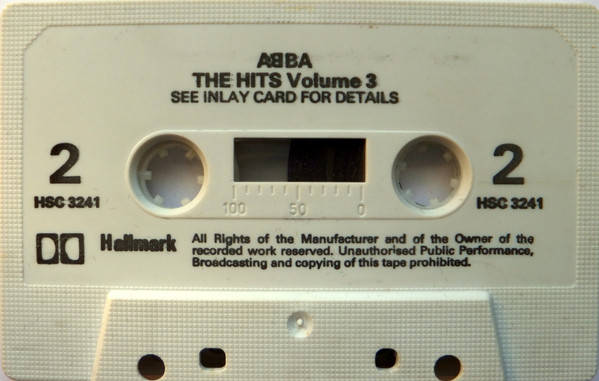 ABBA
THE HITS Volume 3
SEE INLAY CARD FOR DETAILS
2 2
HSC 3241 HSC 3241
100 50 0
Hallmark
All Rights of the Manufacturer and of the Owner of the
recorded work reserved. Unauthorised Public Performance,
Broadcasting and copying of this tape prohibited.